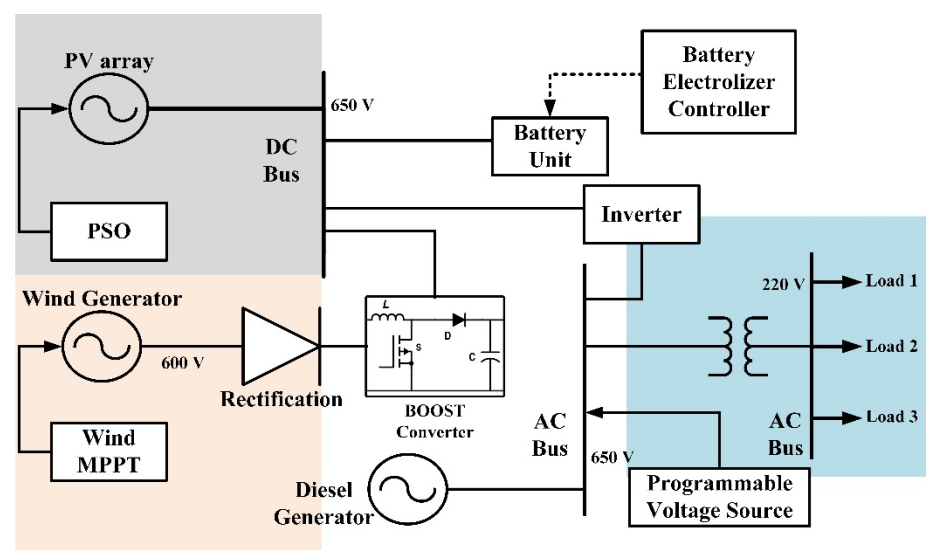 PV array
650 V
DC
Bus
PSO
Battery
Electrolizer
Controller
Battery
Unit
Inverter
Wind Generator
600 V
Rectification
L
D
S
C
BOOST
Converter
Wind
MPPT
Diesel
Generator
AC
Bus
650 V
220 V
Load 1
Load 2
Load 3
AC
Bus
Programmable
Voltage Source